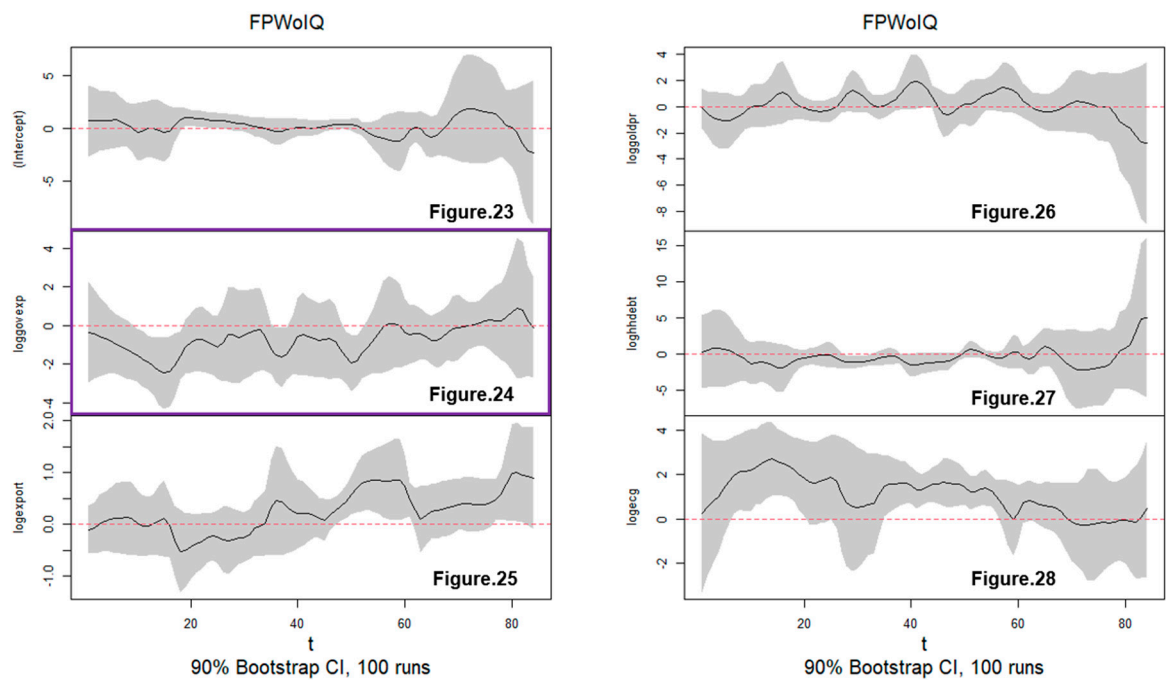 FPWoIQ
(Intercept)
5
0
-5
Figure.23
loggovexp
4
2
0
-2
-4
Figure.24
logexport
2.0
1.0
0.0
-1.0
Figure.25
20 40 60 80
t
90% Bootstrap CI, 100 runs
FPWoIQ
loggoldpr
4
2
0
-2
-4
-6
-8
Figure.26
loghhdebt
15
10
5
0
-5
Figure.27
logecg
4
2
0
-2
Figure.28
20 40 60 80
t
90% Bootstrap CI, 100 runs